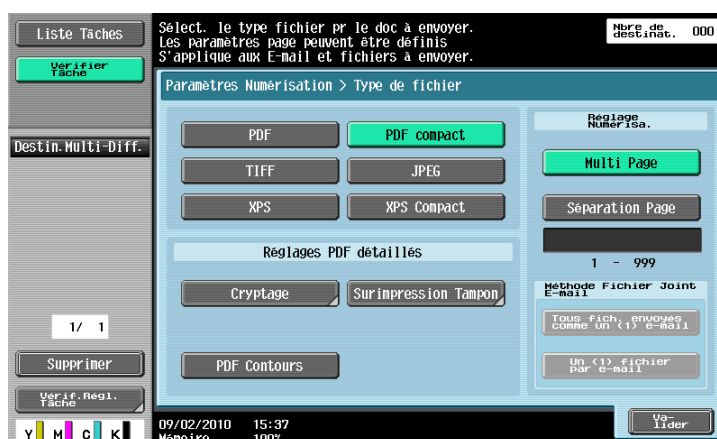 Liste Tâches
Vérifier
Tâche
Sélect. le type fichier pr le doc à envoyer.
Les paramètres page peuvent être définis
S'applique aux E-mail et fichiers à envoyer.
Nbre de
destinat.
000
Paramètres Numérisation > Type de fichier
Destin.Multi-Diff.
PDF
PDF compact
TIFF
JPEG
XPS
XPS Compact
Réglage
Numérisa.
Multi Page
Séparation Page
1 - 999
Réglages PDF détaillés
Cryptage
Surimpression Tampon
PDF Contours
Méthode Fichier Joint
E-mail
Tous fich. envoyés
comme un (1) e-mail
Un (1) fichier
par e-mail
1/ 1
Supprimer
Vérif.Régl.
Tâche
Y M C K
09/02/2010 15:37
Mémoire 100%
Va-
lider